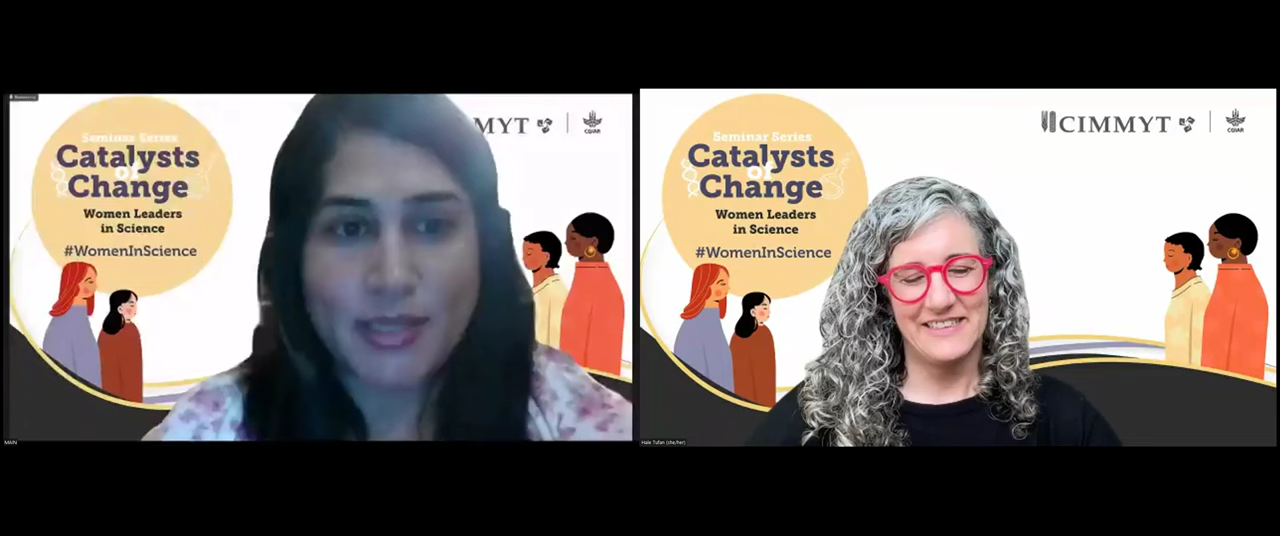 Seminar Series
Catalysts
of
Change
Women Leaders
in Science
#WomenInScience
MYT
CGIAR
MAIN
Seminar Series
Catalysts
of
Change
Women Leaders
in Science
#WomenInScience
CIMMYT
CGIAR
Hale Tufan (she/her)